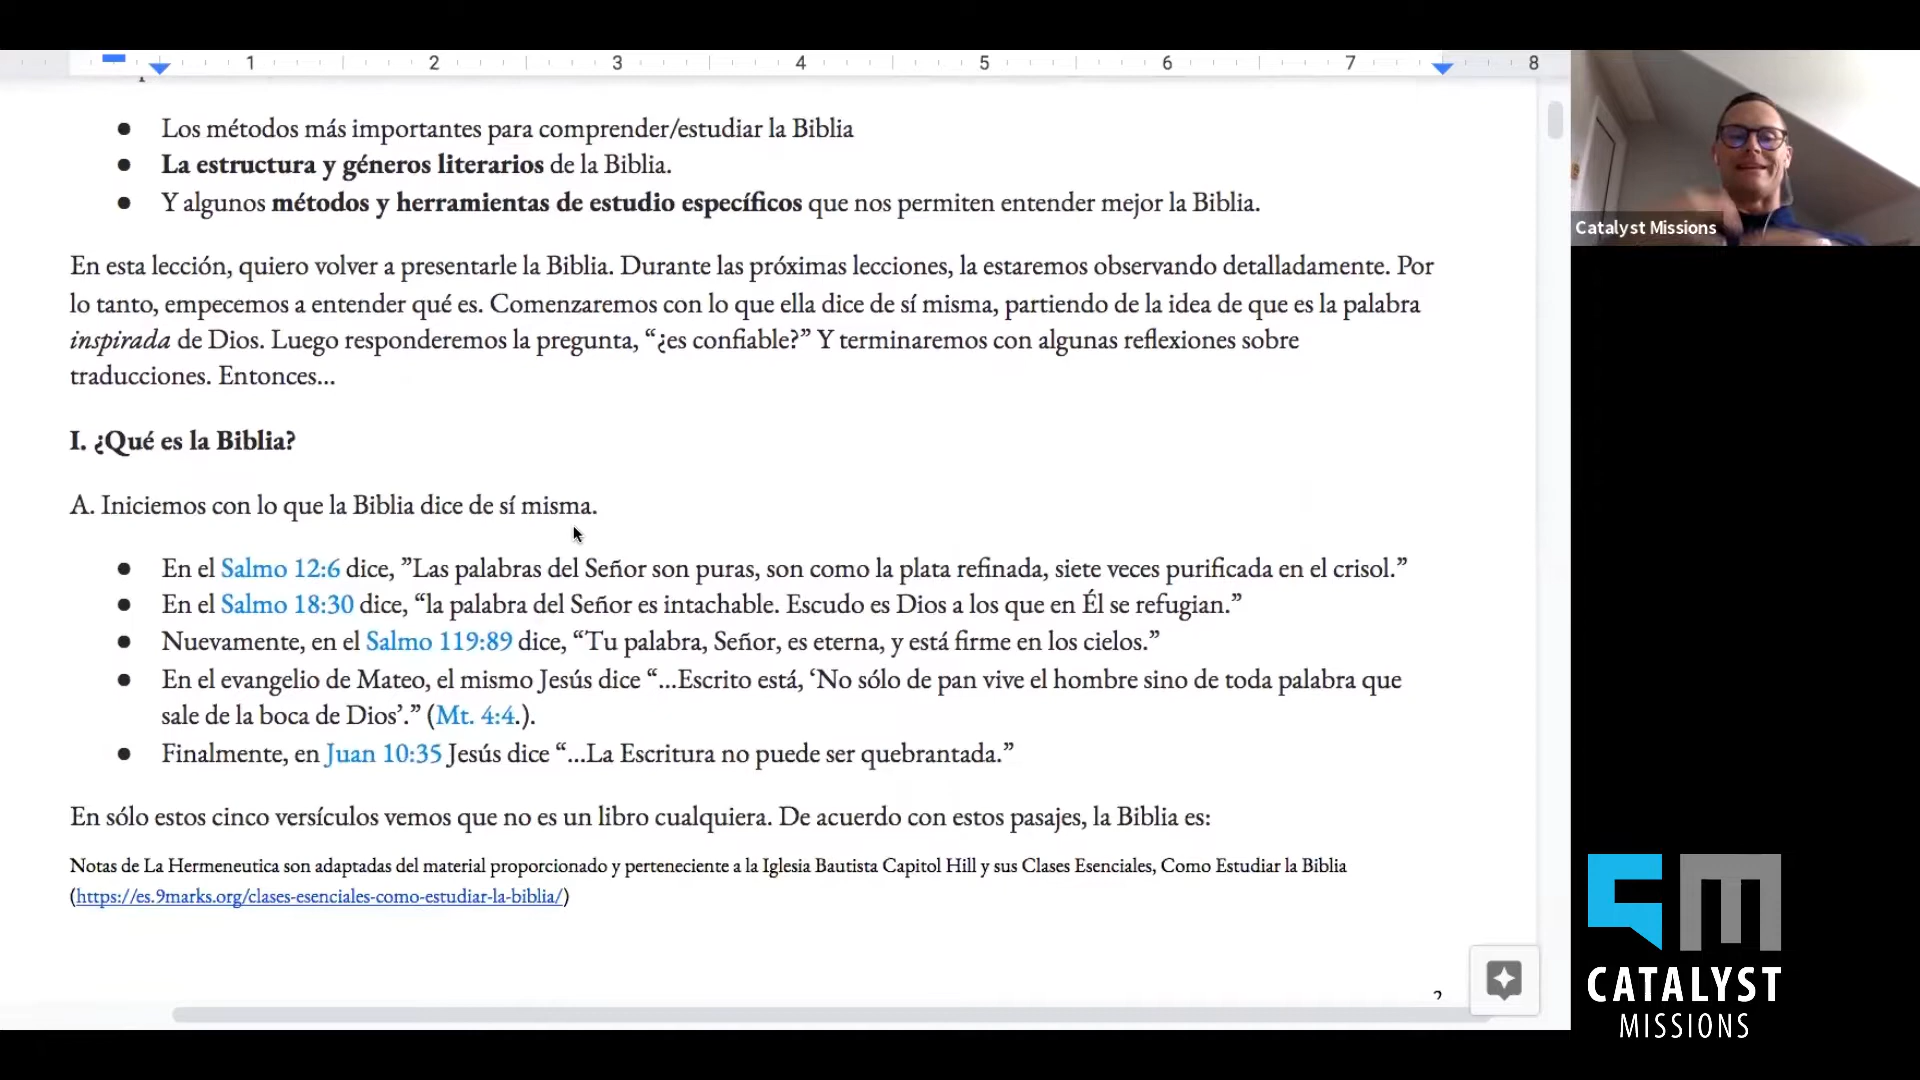 1 2 3 4 5 6 7 8
● Los métodos más importantes para comprender/estudiar la Biblia
● La estructura y géneros literarios de la Biblia.
● Y algunos métodos y herramientas de estudio específicos que nos permiten entender mejor la Biblia.
En esta lección, quiero volver a presentarle la Biblia. Durante las próximas lecciones, la estaremos observando detalladamente. Por
lo tanto, empecemos a entender qué es. Comenzaremos con lo que ella dice de sí misma, partiendo de la idea de que es la palabra
inspirada de Dios. Luego responderemos la pregunta, “¿es confiable?” Y terminaremos con algunas reflexiones sobre
traducciones. Entonces...
I. ¿Qué es la Biblia?
A. Iniciemos con lo que la Biblia dice de sí misma.
● En el Salmo 12:6 dice, ”Las palabras del Señor son puras, son como la plata refinada, siete veces purificada en el crisol.”
● En el Salmo 18:30 dice, “la palabra del Señor es intachable. Escudo es Dios a los que en Él se refugian.”
● Nuevamente, en el Salmo 119:89 dice, “Tu palabra, Señor, es eterna, y está firme en los cielos.”
● En el evangelio de Mateo, el mismo Jesús dice “...Escrito está, ‘No sólo de pan vive el hombre sino de toda palabra que
sale de la boca de Dios’.” (Mt. 4:4.).
● Finalmente, en Juan 10:35 Jesús dice “...La Escritura no puede ser quebrantada.”
En sólo estos cinco versículos vemos que no es un libro cualquiera. De acuerdo con estos pasajes, la Biblia es:
Notas de La Hermeneutica son adaptadas del material proporcionado y perteneciente a la Iglesia Bautista Capitol Hill y sus Clases Esenciales, Como Estudiar la Biblia
(https://es.9marks.org/clases-esenciales-como-estudiar-la-biblia/)
Catalyst Missions
CATALYST
MISSIONS